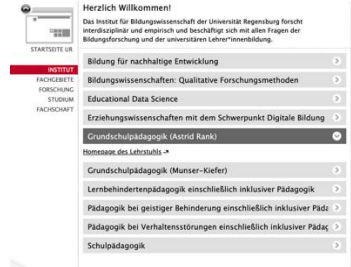 STARTSEITE UR
INSTITUT
FACHGEBIETE
FORSCHUNG
STUDIUM
FACHSCHAFT
Herzlich Willkommen!
Das Institut für Bildungswissenschaft der Universität Regensburg forscht
interdisziplinär und empirisch und beschäftigt sich mit allen Fragen der
Bildungsforschung und der universitären Lehrer*innenbildung.
Bildung für nachhaltige Entwicklung
Bildungswissenschaften: Qualitative Forschungsmethoden
Educational Data Science
Erziehungswissenschaften mit dem Schwerpunkt Digitale Bildung
Grundschulpädagogik (Astrid Rank)
Homepage des Lehrstuhls
Grundschulpädagogik (Munser-Kiefer)
Lernbehindertenpädagogik einschließlich inklusiver Pädagogik
Pädagogik bei geistiger Behinderung einschließlich inklusiver Päda
Pädagogik bei Verhaltensstörungen einschließlich inklusiver Pädag
Schulpädagogik